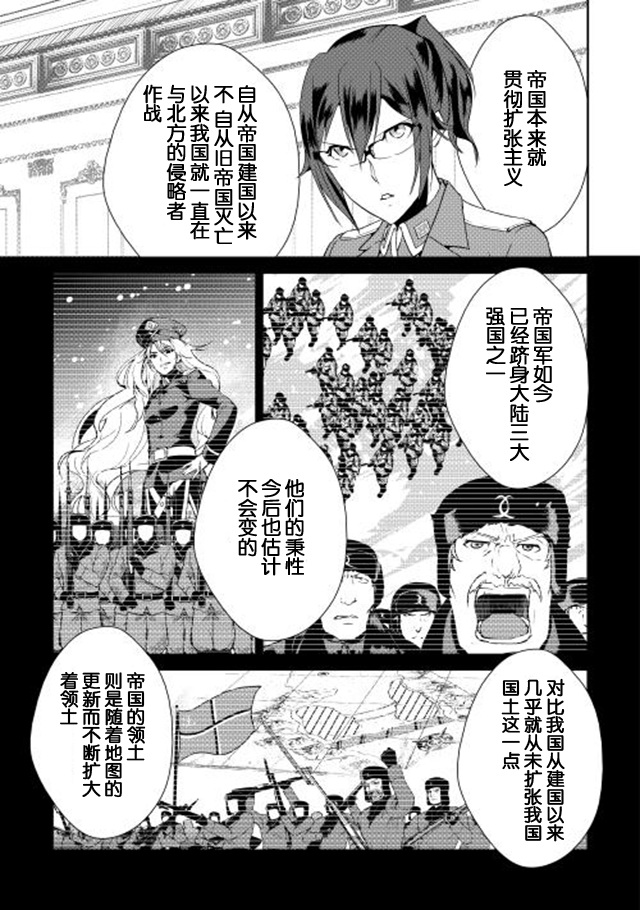 帝国本来就
贯彻扩张主义
自从帝国建国以来
不 自从旧帝国灭亡
以来我国就一直在
与北方的侵略者
作战
帝国军如今
已经跻身大陆三大
强国之一
他们的秉性
今后也估计
不会变的
对比我国从建国以来
几乎就从未扩张我国
国土这一点
帝国的领土
则是随着地图的
更新而不断扩大
着领土